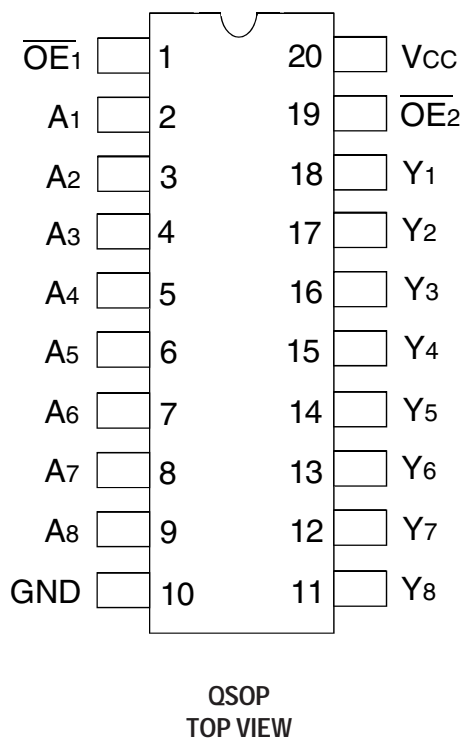 O̅E̅1 1 20 VCC
A1 2 19 O̅E̅2
A2 3 18 Y1
A3 4 17 Y2
A4 5 16 Y3
A5 6 15 Y4
A6 7 14 Y5
A7 8 13 Y6
A8 9 12 Y7
GND 10 11 Y8
QSOP
TOP VIEW